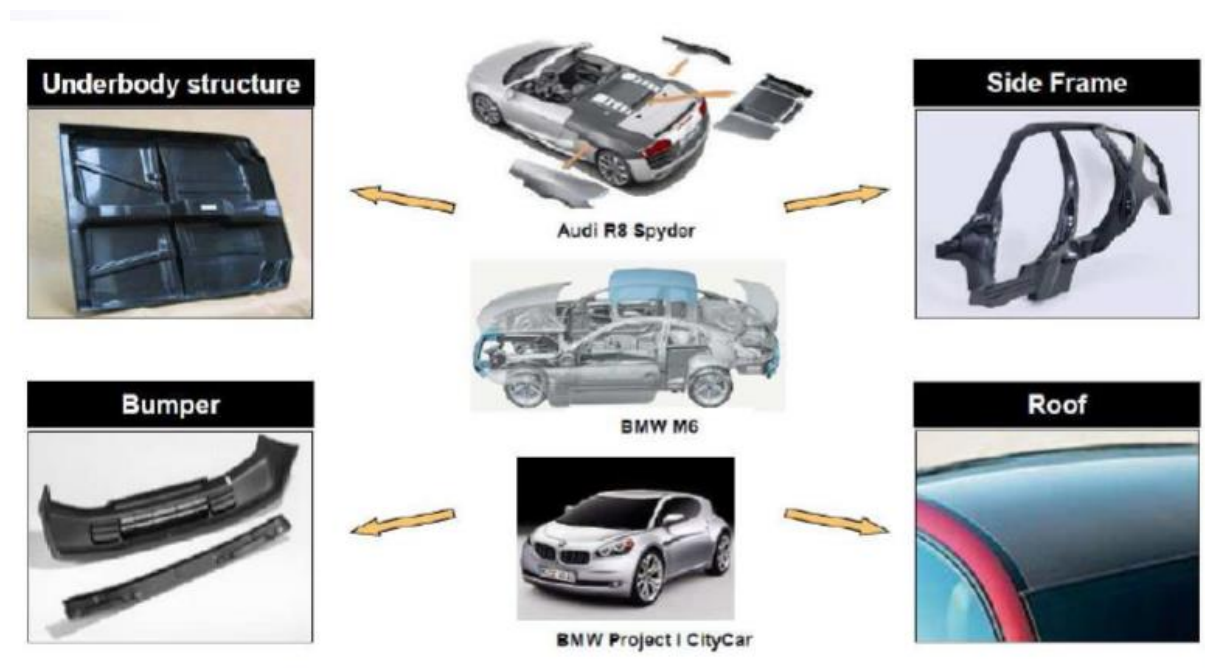 Underbody structure
Side Frame
Audi R8 Spyder
BMW M6
Bumper
Roof
BMW Project I CityCar